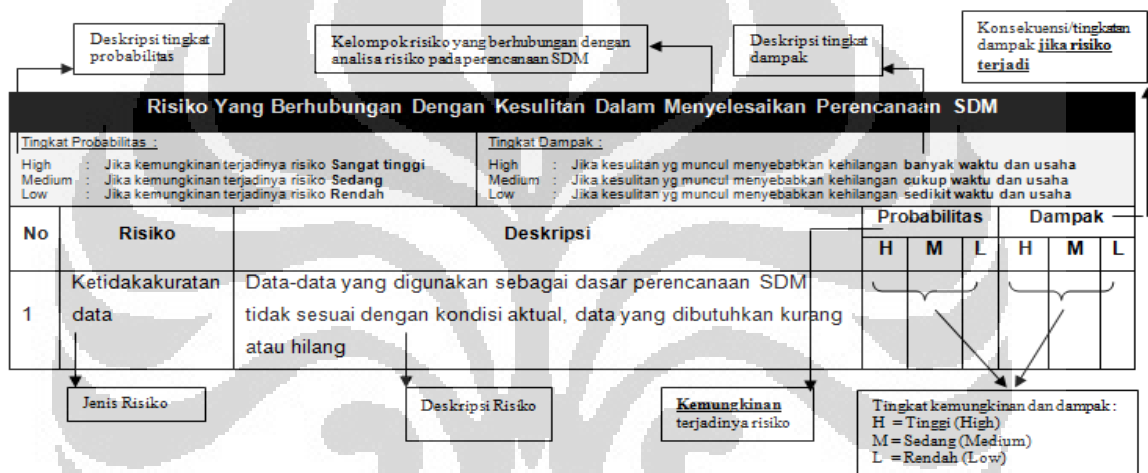 Deskripsi tingkat
probabilitas
Kelompok risiko yang berhubungan dengan
analisa risiko pada perencanaan SDM
Deskripsi tingkat
dampak
Konsekuensi/tingkatan
dampak jika risiko
terjadi
Risiko Yang Berhubungan Dengan Kesulitan Dalam Menyelesaikan Perencanaan SDM
Tingkat Probabilitas :
High : Jika kemungkinan terjadinya risiko Sangat tinggi
Medium : Jika kemungkinan terjadinya risiko Sedang
Low : Jika kemungkinan terjadinya risiko Rendah
Tingkat Dampak :
High : Jika kesulitan yg muncul menyebabkan kehilangan banyak waktu dan usaha
Medium : Jika kesulitan yg muncul menyebabkan kehilangan cukup waktu dan usaha
Low : Jika kesulitan yg muncul menyebabkan kehilangan sedikit waktu dan usaha
No Risiko Deskripsi Probabilitas Dampak
H M L H M L
1
Ketidakakuratan
data
Data-data yang digunakan sebagai dasar perencanaan SDM
tidak sesuai dengan kondisi aktual, data yang dibutuhkan kurang
atau hilang
Jenis Risiko
Deskripsi Risiko
Kemungkinan
terjadinya risiko
Tingkat kemungkinan dan dampak :
H = Tinggi (High)
M = Sedang (Medium)
L = Rendah (Low)